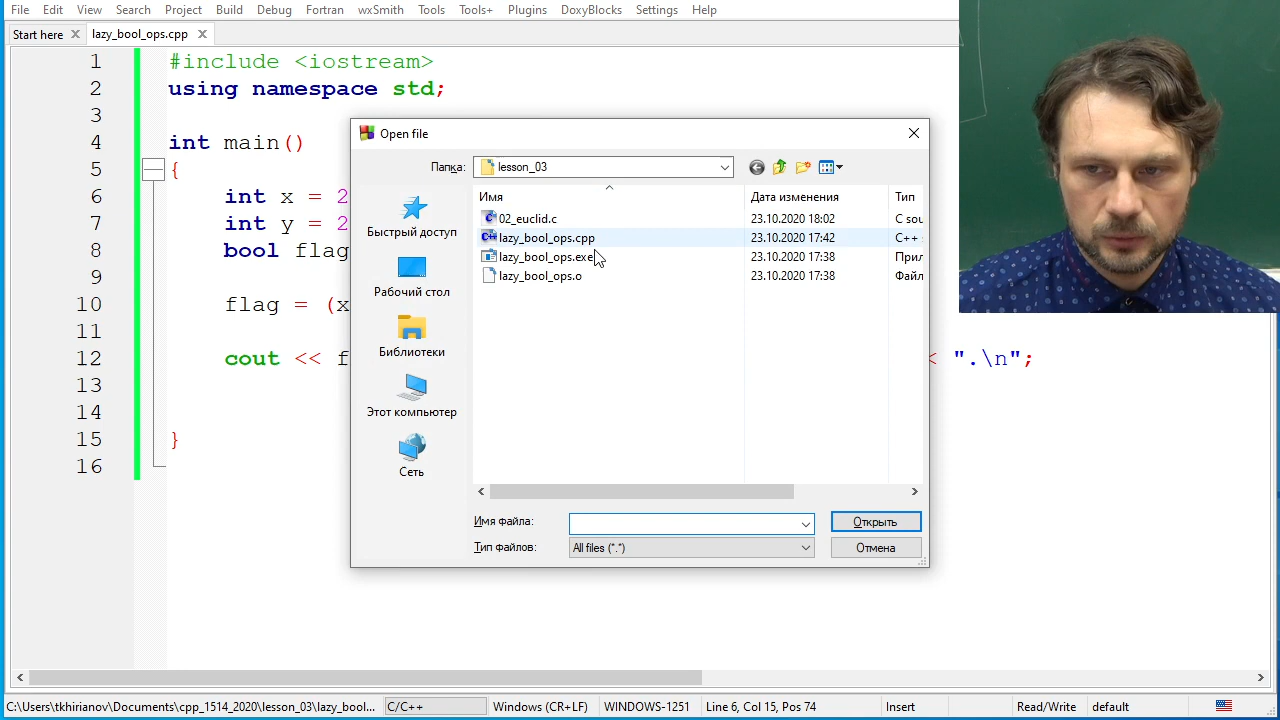 File Edit View Search Project Build Debug Fortran wxSmith Tools Tools+ Plugins DoxyBlocks Settings Help
Start here lazy_bool_ops.cpp
1 #include <iostream>
2 using namespace std;
3
4 int main()
5 {
6 int x = 2
7 int y = 2
8 bool flag
9
10 flag = (x
11
12 cout << f < ".\n";
13
14
15 }
16
Open file
Папка: lesson_03
Имя Дата изменения Тип
02_euclid.c 23.10.2020 18:02 C sou
lazy_bool_ops.cpp 23.10.2020 17:42 C++ s
lazy_bool_ops.exe 23.10.2020 17:38 Прил
lazy_bool_ops.o 23.10.2020 17:38 Файл
Быстрый доступ
Рабочий стол
Библиотеки
Этот компьютер
Сеть
Имя файла: Открыть
Тип файлов: All files (*.*) Отмена
C:\Users\tkhirianov\Documents\cpp_1514_2020\lesson_03\lazy_bool... C/C++ Windows (CR+LF) WINDOWS-1251 Line 6, Col 15, Pos 74 Insert Read/Write default